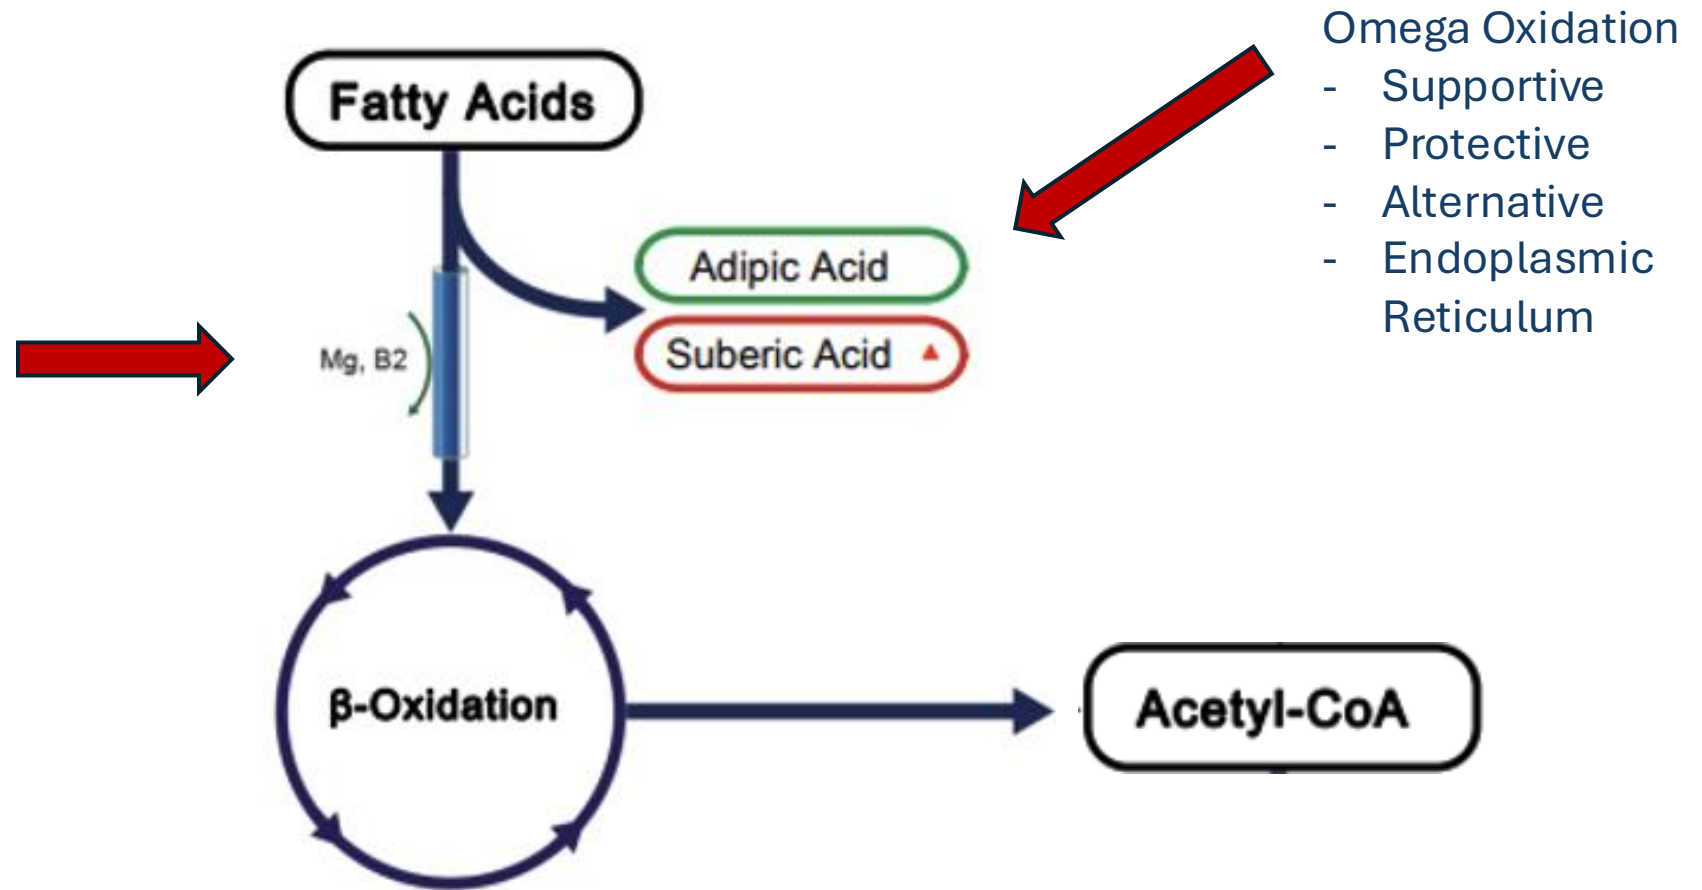 Fatty Acids
Omega Oxidation
- Supportive
- Protective
- Alternative
- Endoplasmic
Reticulum
Adipic Acid
Suberic Acid
Mg, B2
β-Oxidation
Acetyl-CoA